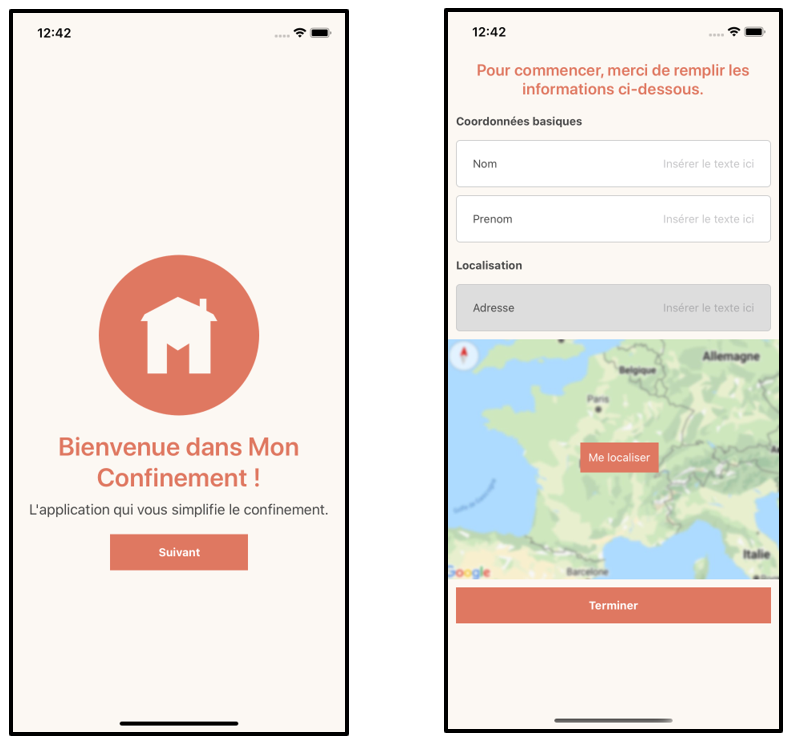 12:42
Bienvenue dans Mon
Confinement !
L'application qui vous simplifie le confinement.
Suivant
12:42
Pour commencer, merci de remplir les
informations ci-dessous.
Coordonnées basiques
Nom Insérer le texte ici
Prenom Insérer le texte ici
Localisation
Adresse Insérer le texte ici
Allemagne
Belgique
Paris
Me localiser
Italie
Google
Barcelone
Terminer